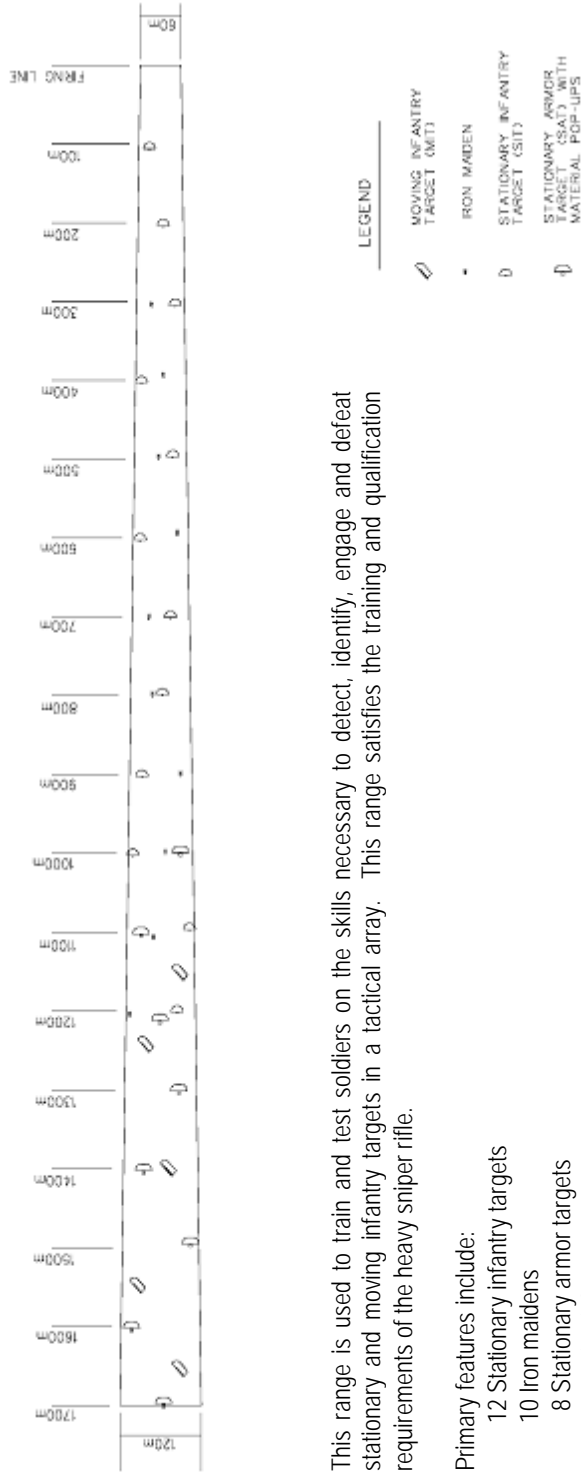 60m
FIRING LINE
100m
200m
300m
400m
500m
600m
700m
800m
900m
1000m
1100m
1200m
1300m
1400m
1500m
1600m
1700m
120m
LEGEND
MOVING INFANTRY
TARGET (MIT)
IRON MAIDEN
STATIONARY INFANTRY
TARGET (SIT)
STATIONARY ARMOR
TARGET (SAT) WITH
MATERIAL POP-UPS
This range is used to train and test soldiers on the skills necessary to detect, identify, engage and defeat
stationary and moving infantry targets in a tactical array. This range satisfies the training and qualification
requirements of the heavy sniper rifle.
Primary features include:
12 Stationary infantry targets
10 Iron maidens
8 Stationary armor targets